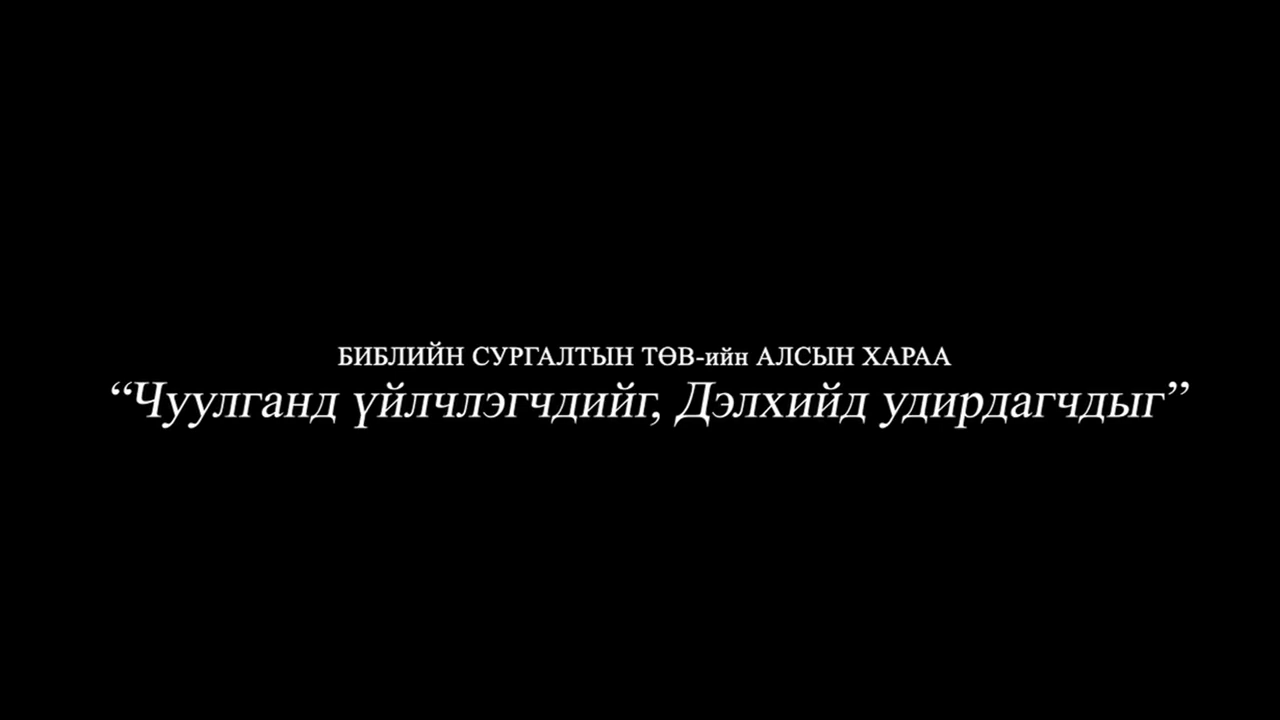 БИБЛИЙН СУРГАЛТЫН ТӨВ-ийн АЛСЫН ХАРАА
“Чуулганд үйлчлэгчдийг, Дэлхийд удирдагчдыг”